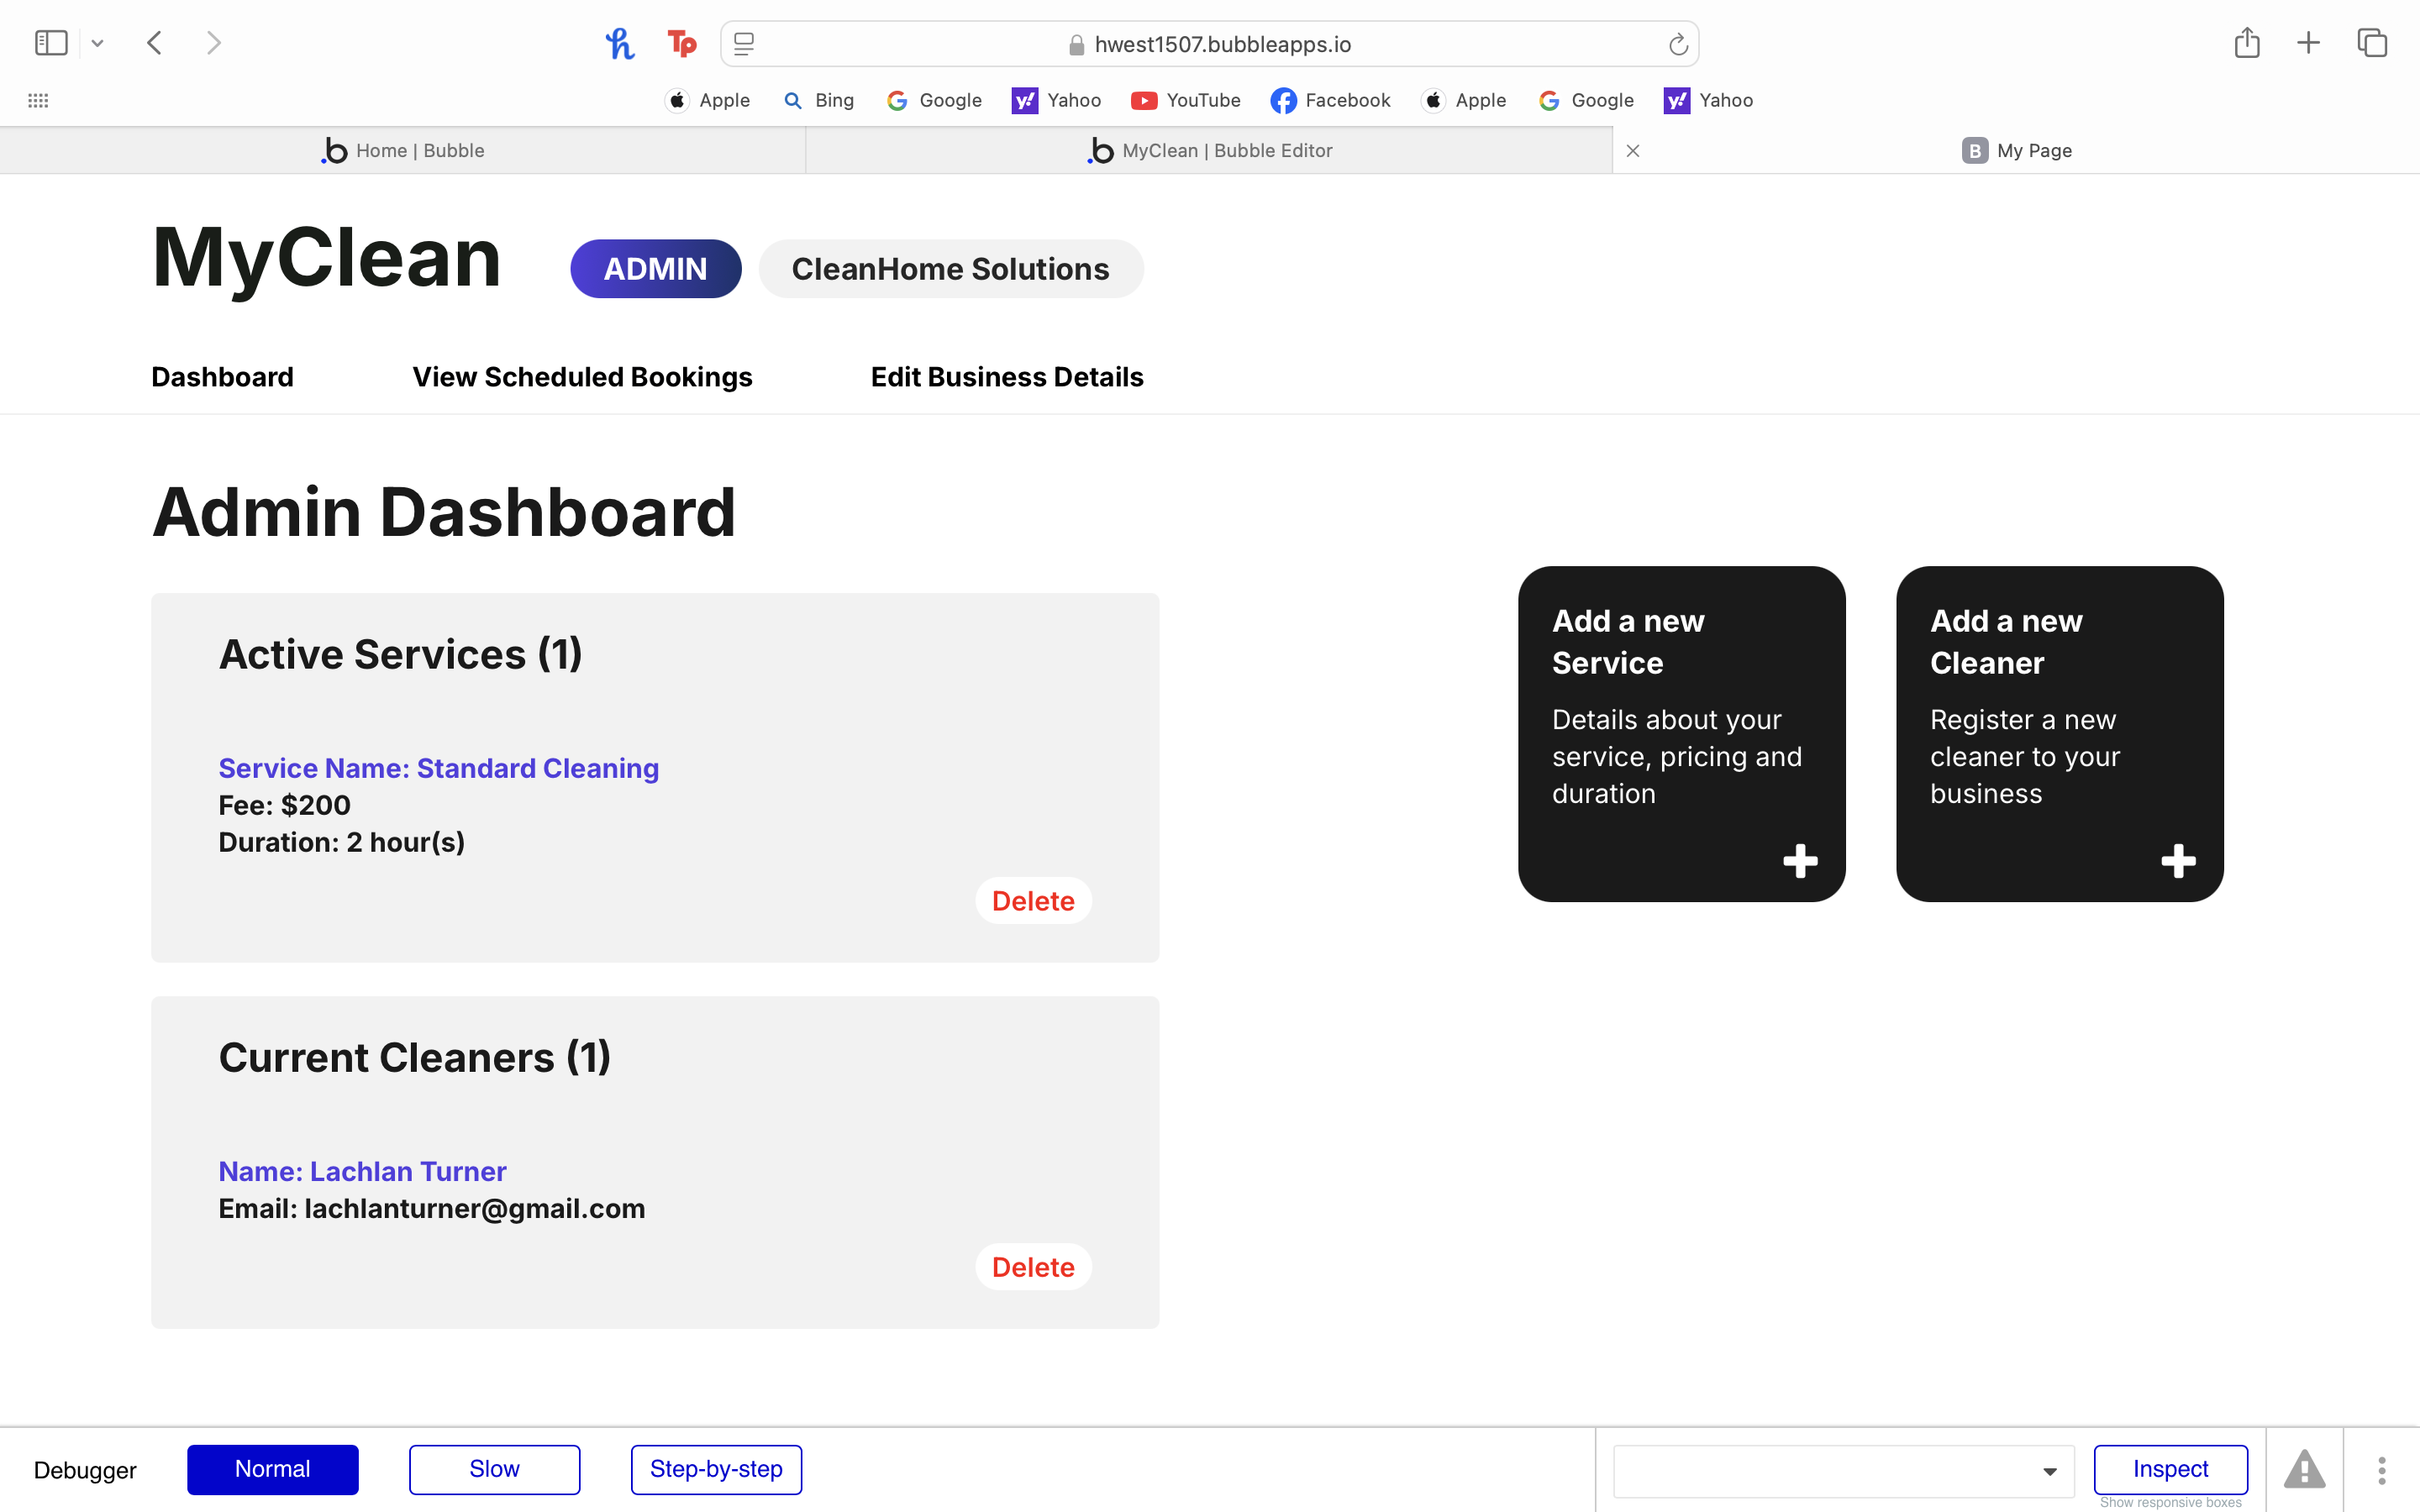 hwest1507.bubbleapps.io
Apple Bing Google Yahoo YouTube Facebook Apple Google Yahoo
Home | Bubble
MyClean | Bubble Editor
My Page
MyClean
ADMIN
CleanHome Solutions
Dashboard
View Scheduled Bookings
Edit Business Details
Admin Dashboard
Active Services (1)
Service Name: Standard Cleaning
Fee: $200
Duration: 2 hour(s)
Delete
Add a new
Service
Details about your
service, pricing and
duration
Add a new
Cleaner
Register a new
cleaner to your
business
Current Cleaners (1)
Name: Lachlan Turner
Email: lachlanturner@gmail.com
Delete
Debugger
Normal
Slow
Step-by-step
Inspect
Show responsive boxes